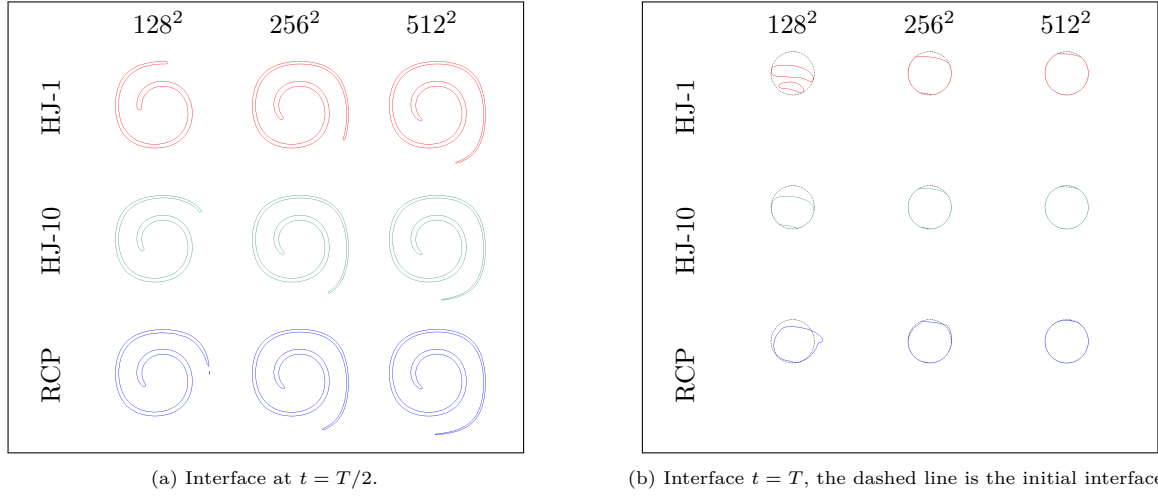 128² 256² 512²
HJ-1
HJ-10
RCP
(a) Interface at t = T/2.
128² 256² 512²
HJ-1
HJ-10
RCP
(b) Interface t = T, the dashed line is the initial interface